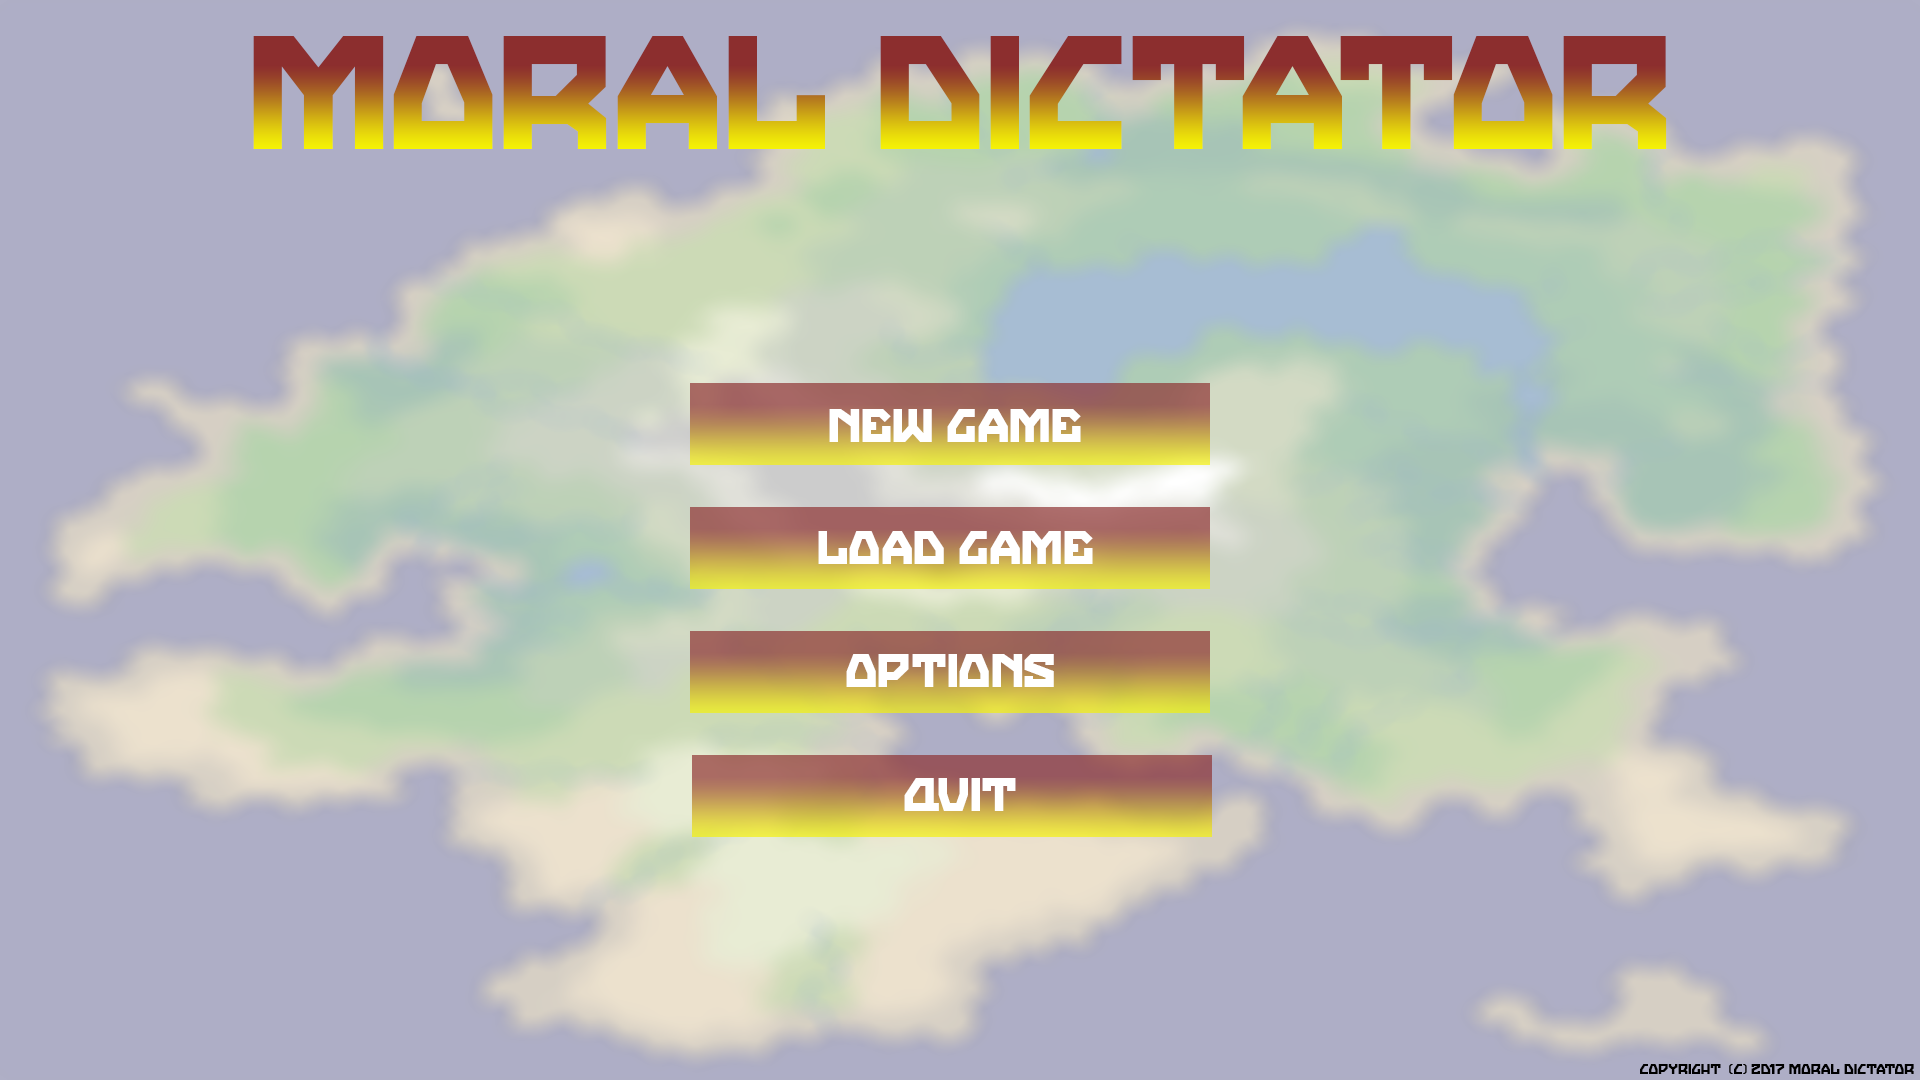 MORAL DICTATOR
NEW GAME
LOAD GAME
OPTIONS
QUIT
COPYRIGHT (C) 2017 MORAL DICTATOR